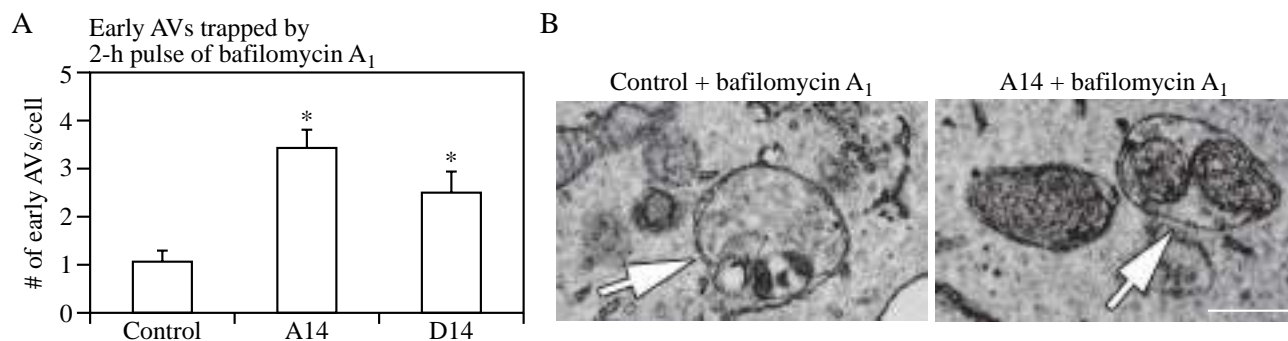 A
Early AVs trapped by
2-h pulse of bafilomycin A1
# of early AVs/cell
5
4
3
2
1
0
*
*
Control
A14
D14
B
Control + bafilomycin A1
A14 + bafilomycin A1